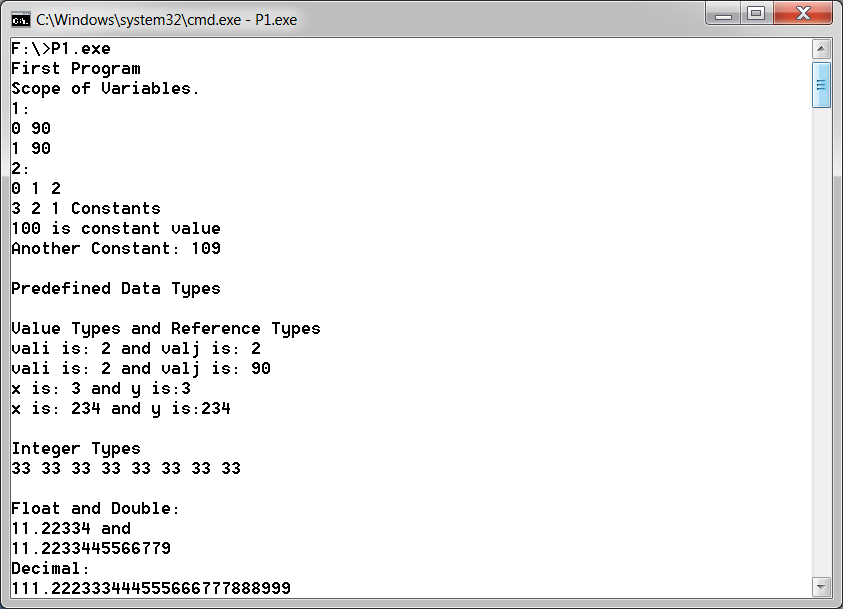 C:\Windows\system32\cmd.exe - P1.exe
F:\>P1.exe
First Program
Scope of Variables.
1:
0 90
1 90
2:
0 1 2
3 2 1 Constants
100 is constant value
Another Constant: 109
Predefined Data Types
Value Types and Reference Types
vali is: 2 and valj is: 2
vali is: 2 and valj is: 90
x is: 3 and y is:3
x is: 234 and y is:234
Integer Types
33 33 33 33 33 33 33 33
Float and Double:
11.22334 and
11.2233445566779
Decimal:
111.222333444555666777888999